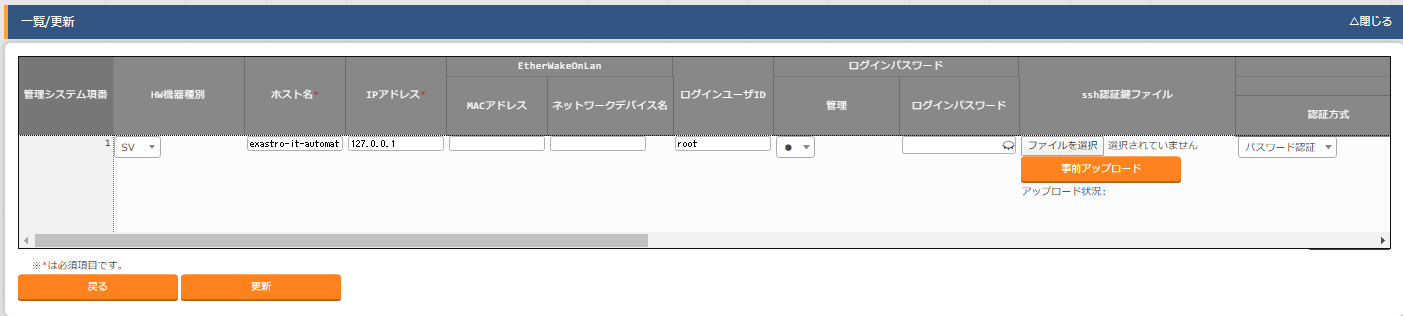 一覧/更新
△閉じる
管理システム項番
HW機器種別
ホスト名*
IPアドレス*
EtherWakeOnLan
MACアドレス
ネットワークデバイス名
ログインユーザID
ログインパスワード
管理
ログインパスワード
ssh認証鍵ファイル
認証方式
1
SV
exastro-it-automat
127.0.0.1
root
●
ファイルを選択 選択されていません
事前アップロード
アップロード状況:
パスワード認証
※*は必須項目です。
戻る
更新